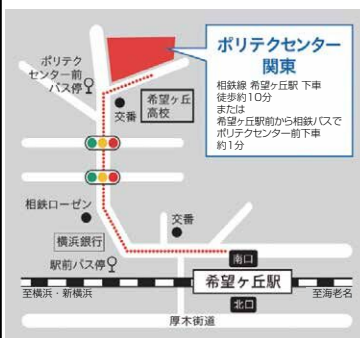 ポリテクセンター
関東
相鉄線 希望ヶ丘駅 下車
徒歩約10分
または
希望ヶ丘駅前から相鉄バスで
ポリテクセンター前下車
約1分
ポリテク
センター前
バス停
交番
希望ヶ丘
高校
相鉄ローゼン
交番
横浜銀行
駅前バス停
南口
希望ヶ丘駅
至横浜・新横浜
至海老名
北口
厚木街道